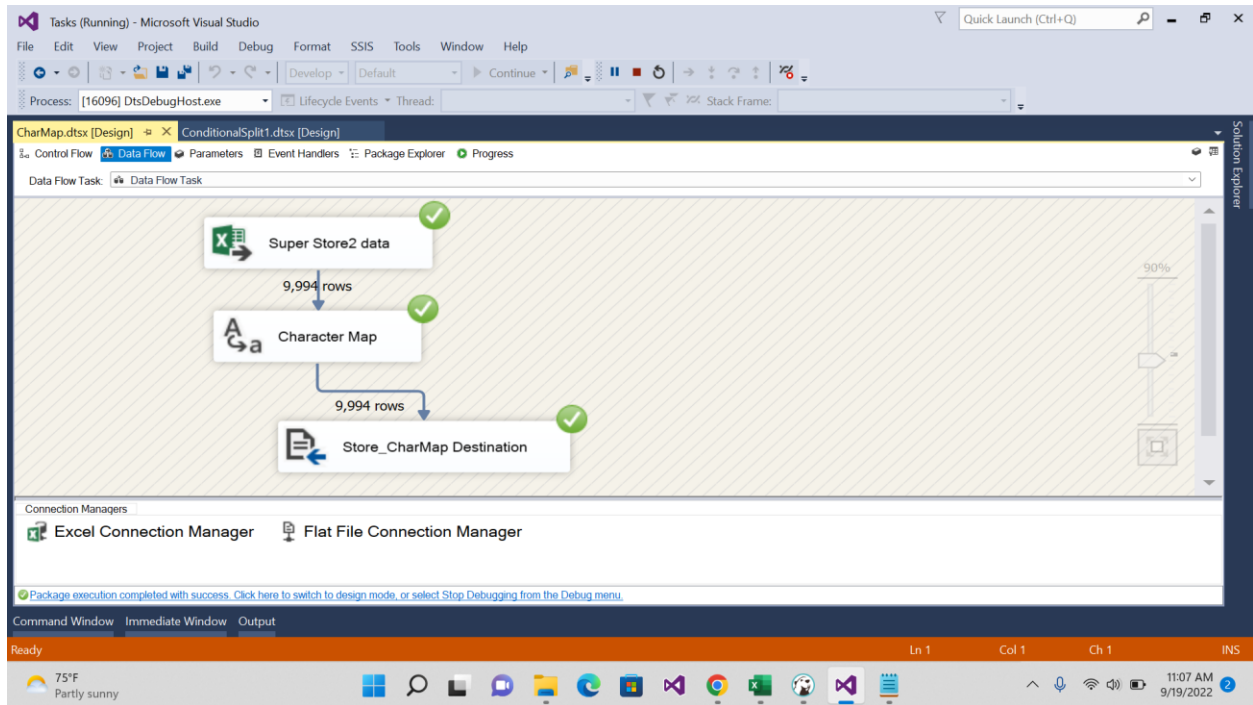 Tasks (Running) - Microsoft Visual Studio
Quick Launch (Ctrl+Q)
File Edit View Project Build Debug Format SSIS Tools Window Help
Develop Default Continue
Process: [16096] DtsDebugHost.exe Lifecycle Events Thread: Stack Frame:
CharMap.dtsx [Design] ConditionalSplit1.dtsx [Design]
Solution Explorer
Control Flow Data Flow Parameters Event Handlers Package Explorer Progress
Data Flow Task: Data Flow Task
Super Store2 data
90%
9,994 rows
Character Map
9,994 rows
Store_CharMap Destination
Connection Managers
Excel Connection Manager Flat File Connection Manager
Package execution completed with success. Click here to switch to design mode, or select Stop Debugging from the Debug menu.
Command Window Immediate Window Output
Ready Ln 1 Col 1 Ch 1 INS
75°F
Partly sunny
11:07 AM
9/19/2022
2